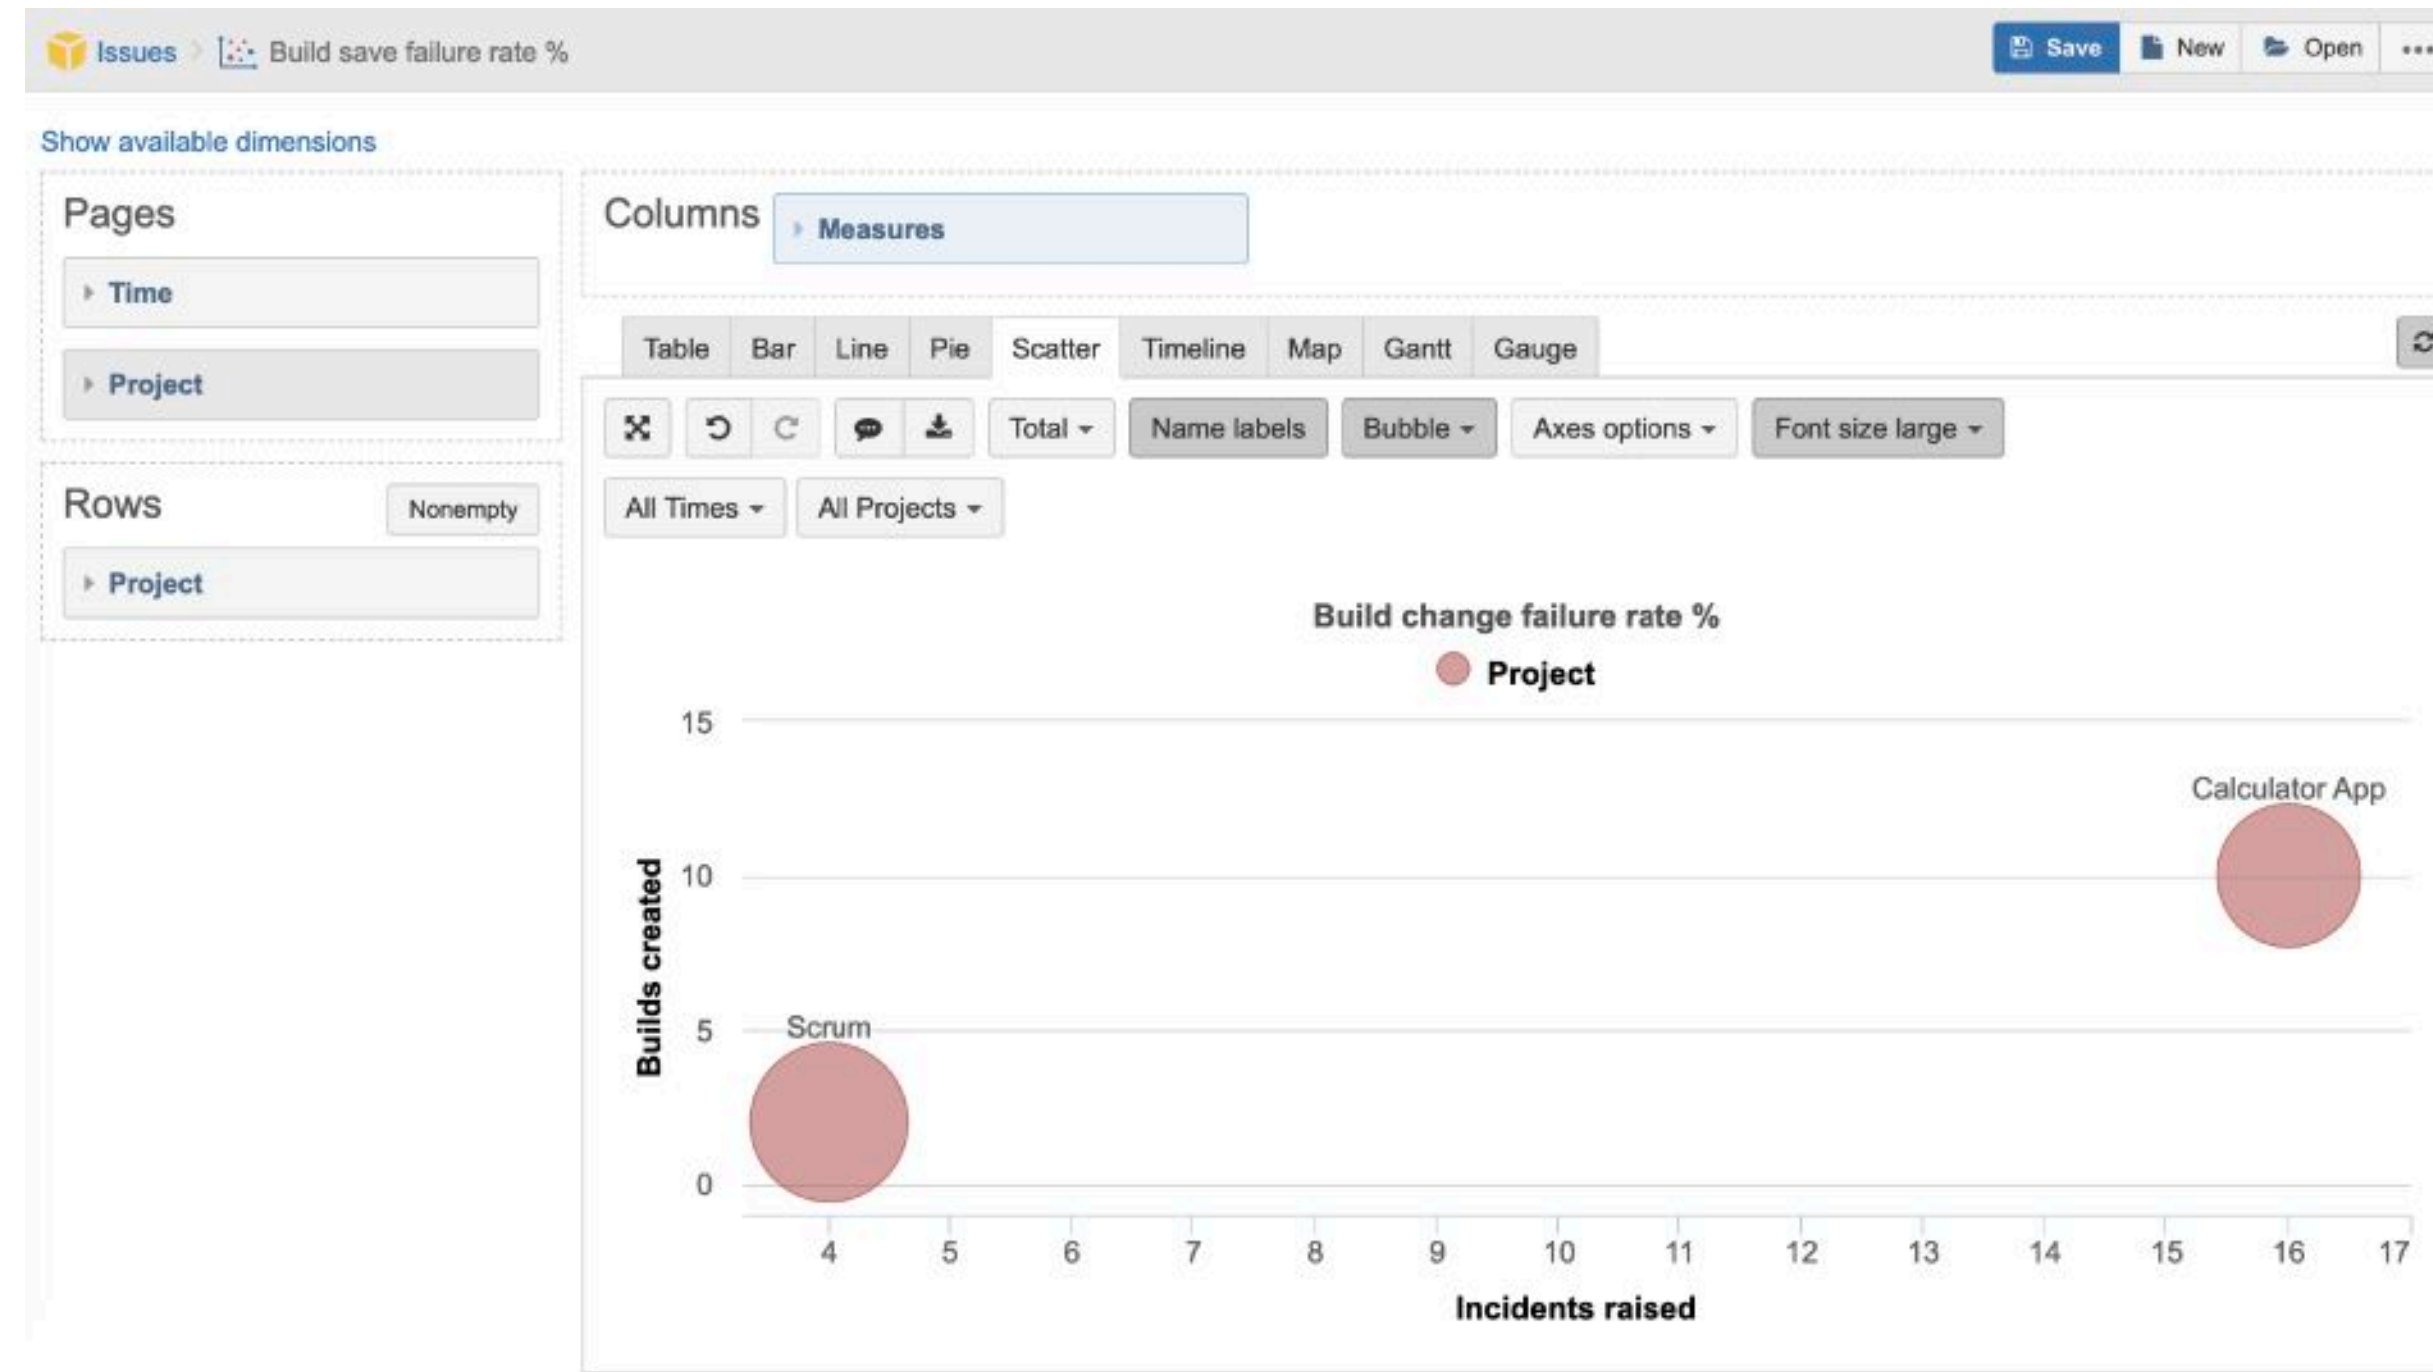 Issues Build save failure rate % Save New Open
Show available dimensions
Pages
Time
Project
Rows Nonempty
Project
Columns Measures
Table Bar Line Pie Scatter Timeline Map Gantt Gauge
Total Name labels Bubble Axes options Font size large
All Times All Projects
Build change failure rate %
Project
15
Calculator App
10
Builds created
5
Scrum
0
4 5 6 7 8 9 10 11 12 13 14 15 16 17
Incidents raised